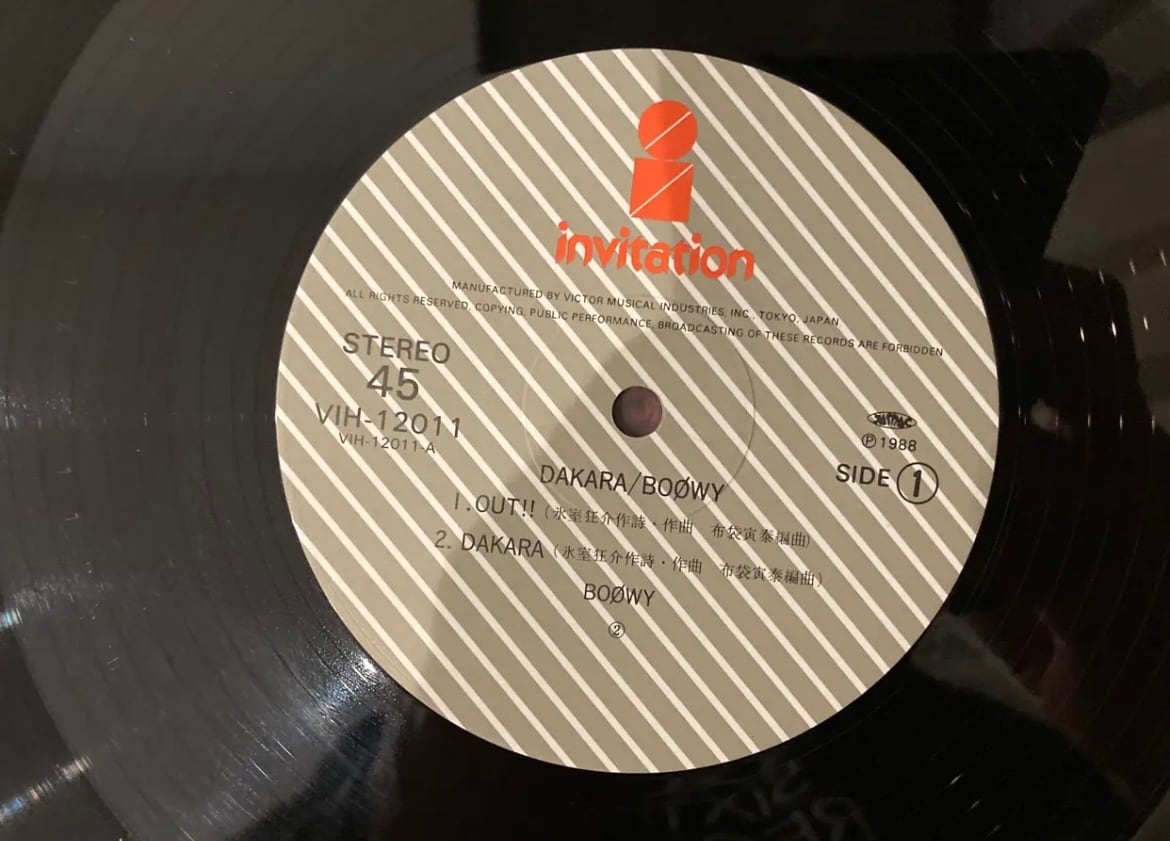 invitation
MANUFACTURED BY VICTOR MUSICAL INDUSTRIES, INC., TOKYO, JAPAN.
ALL RIGHTS RESERVED, COPYING, PUBLIC PERFORMANCE, BROADCASTING OF THESE RECORDS ARE FORBIDDEN
STEREO
45
VIH-12011
VIH-12011-A
JASRAC
Ⓟ1988
SIDE ①
DAKARA/BOØWY
1. OUT!! (氷室狂介作詩・作曲 布袋寅泰編曲)
2. DAKARA (氷室狂介作詩・作曲 布袋寅泰編曲)
BOØWY
②